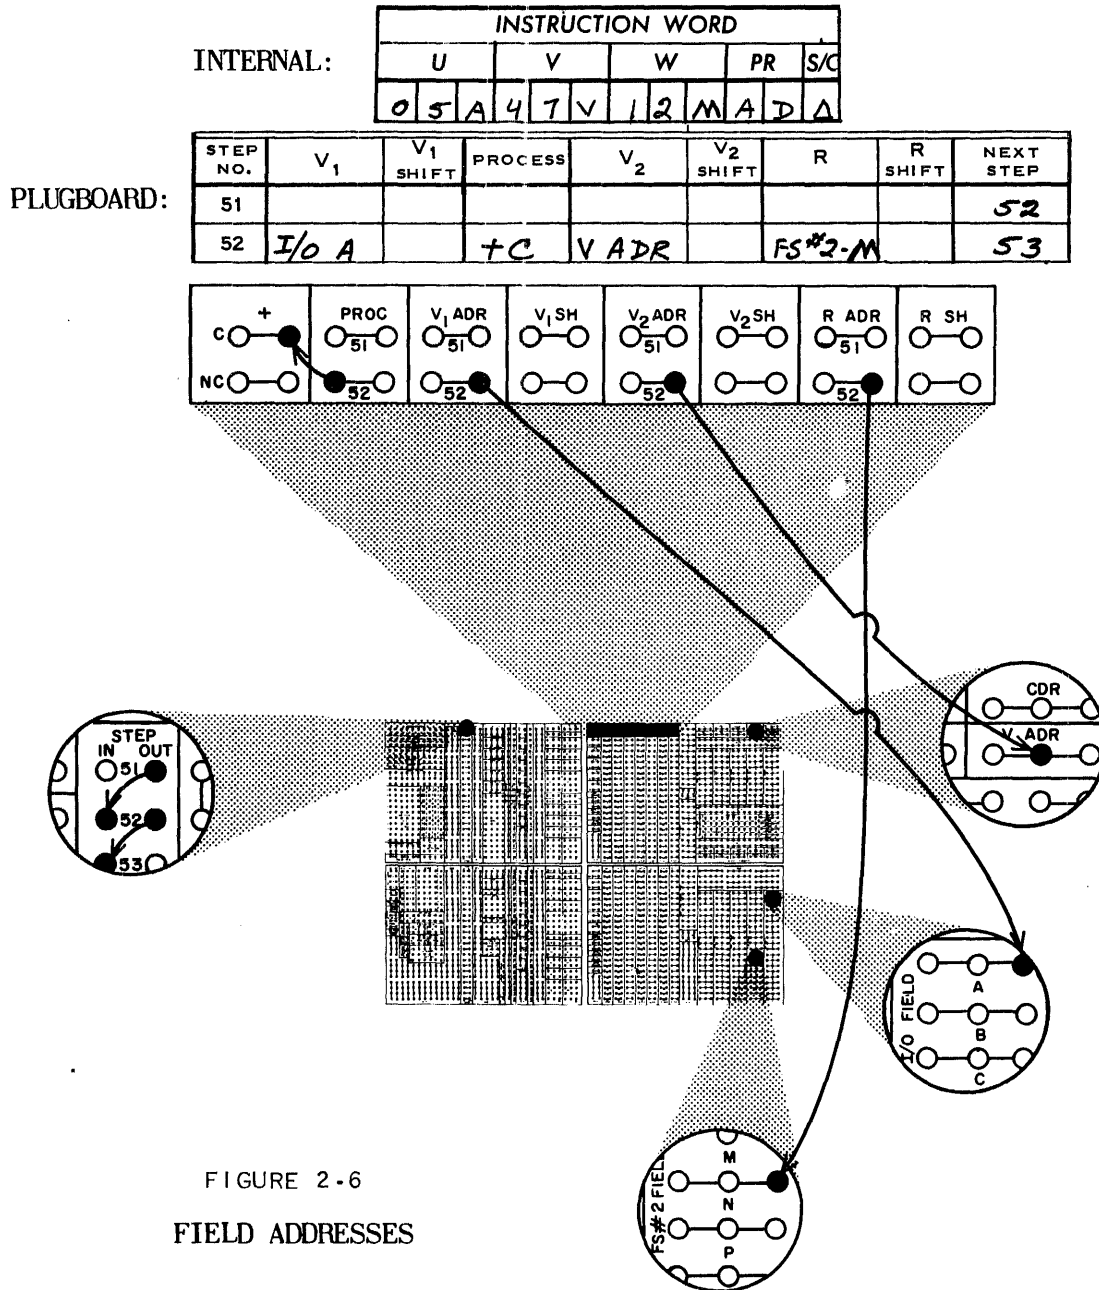 INSTRUCTION WORD
INTERNAL:
U V W PR S/C
0 5 A 4 7 V 1 2 M A D Δ
PLUGBOARD:
STEP NO. V1 V1 SHIFT PROCESS V2 V2 SHIFT R R SHIFT NEXT STEP
51 52
52 I/O A +C V ADR FS#2-M 53
+ PROC V1 ADR V1 SH V2 ADR V2 SH R ADR R SH
C 51 51 51 51
NC 52 52 52 52
CDR
V ADR
STEP
IN OUT
51
52
53
I/O FIELD
A
B
C
FS#2 FIEL
M
N
P
FIGURE 2-6
FIELD ADDRESSES